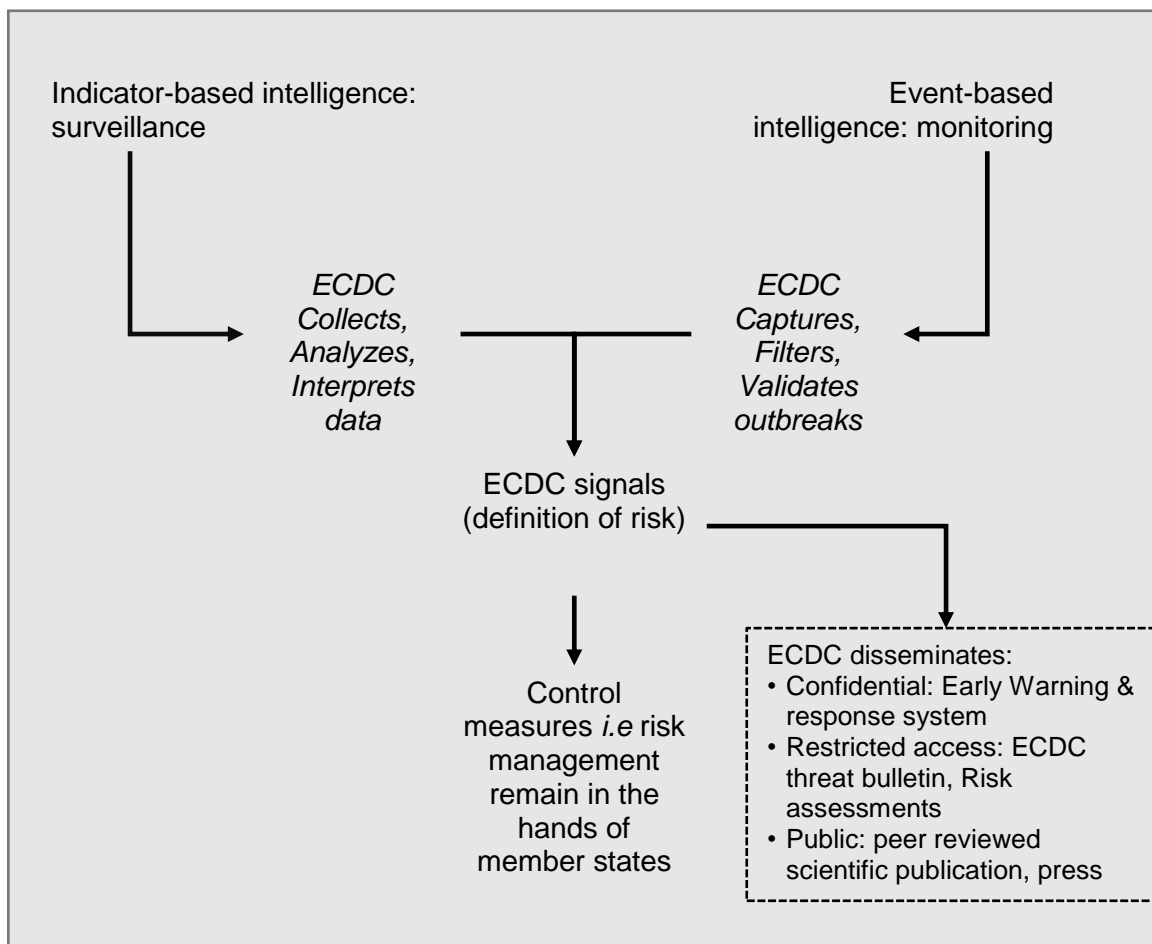 Indicator-based intelligence:
surveillance
Event-based
intelligence: monitoring
ECDC
Collects,
Analyzes,
Interprets
data
ECDC
Captures,
Filters,
Validates
outbreaks
ECDC signals
(definition of risk)
Control
measures i.e risk
management
remain in the
hands of
member states
ECDC disseminates:
• Confidential: Early Warning &
response system
• Restricted access: ECDC
threat bulletin, Risk
assessments
• Public: peer reviewed
scientific publication, press